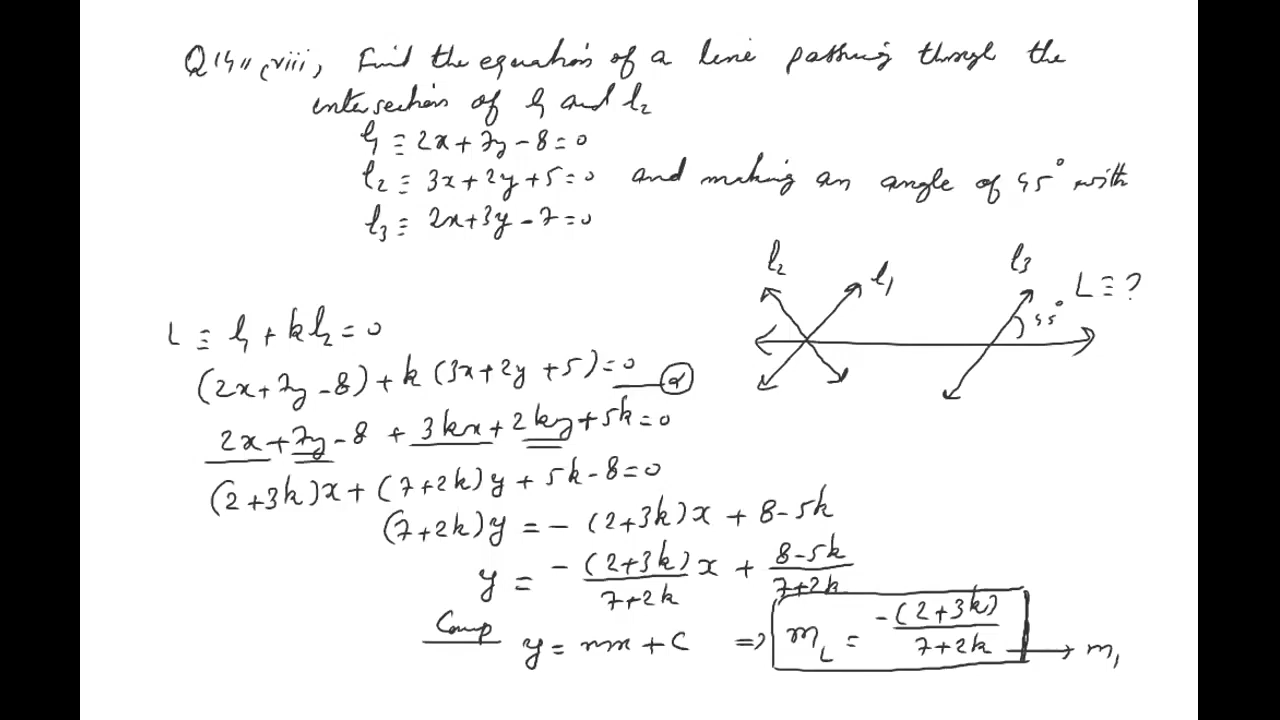 Q14 (viii) Find the equation of a line passing through the
intersection of l₁ and l₂
l₁ ≡ 2x + 7y - 8 = 0
l₂ ≡ 3x + 2y + 5 = 0 and making an angle of 45° with
l₃ ≡ 2x + 3y - 7 = 0
l₂ l₁ l₃ L ≡ ?
45°
L ≡ l₁ + kl₂ = 0
(2x + 7y - 8) + k (3x + 2y + 5) = 0 — α
2x + 7y - 8 + 3kx + 2ky + 5k = 0
(2 + 3k)x + (7 + 2k)y + 5k - 8 = 0
(7 + 2k)y = - (2 + 3k)x + 8 - 5k
y = -(2 + 3k)/(7 + 2k) x + (8 - 5k)/(7 + 2k)
Comp y = mx + c ⇒ m_L = -(2 + 3k)/(7 + 2k) → m₁